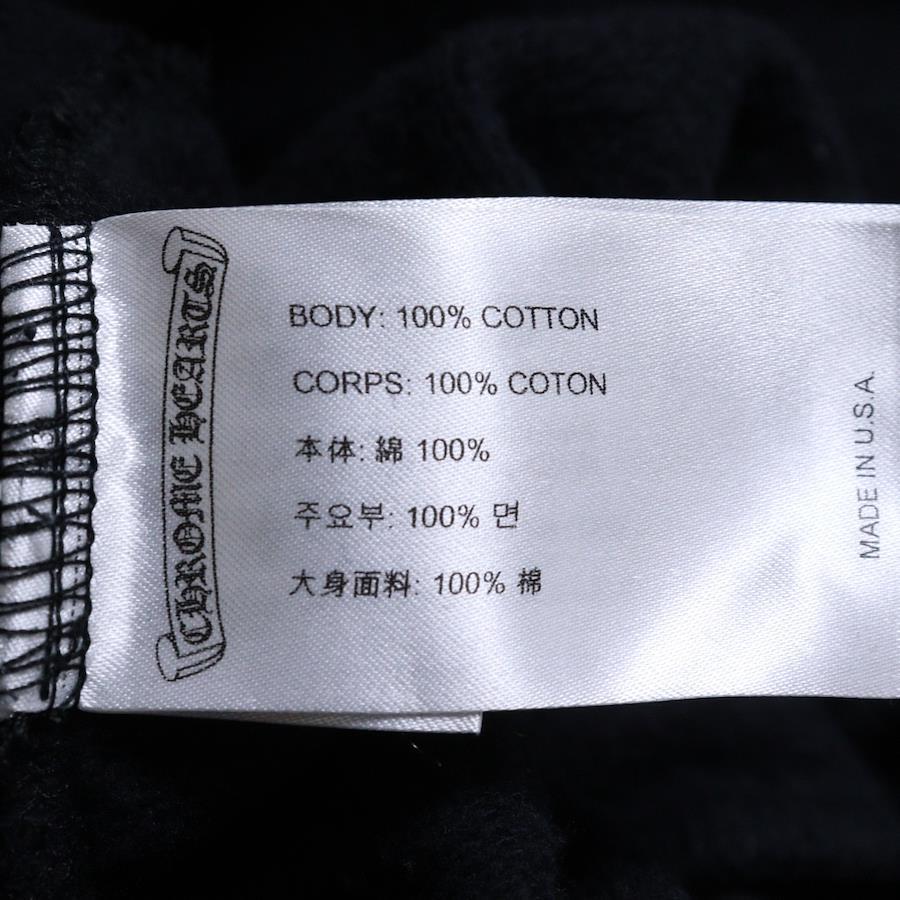 CHROME HEARTS
BODY: 100% COTTON
CORPS: 100% COTON
本体: 綿 100%
주요부: 100% 면
大身面料: 100% 棉
MADE IN U.S.A.